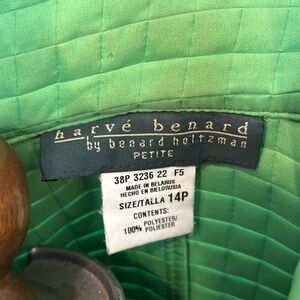 harvé benard
by benard holtzman
PETITE
38P 3236 22 F5
MADE IN BELARUS
HECHO EN BIELORUSIA
SIZE/TALLA 14P
CONTENTS:
100% POLYESTER/
POLIESTER